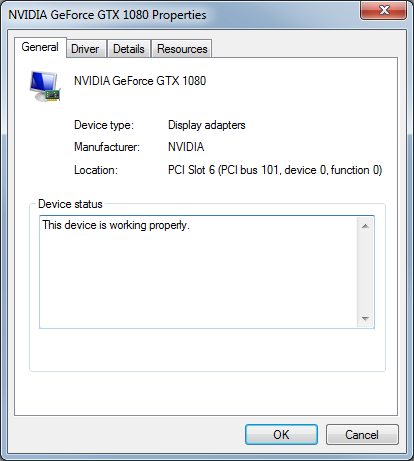 NVIDIA GeForce GTX 1080 Properties
General Driver Details Resources
NVIDIA GeForce GTX 1080
Device type: Display adapters
Manufacturer: NVIDIA
Location: PCI Slot 6 (PCI bus 101, device 0, function 0)
Device status
This device is working properly.
OK Cancel